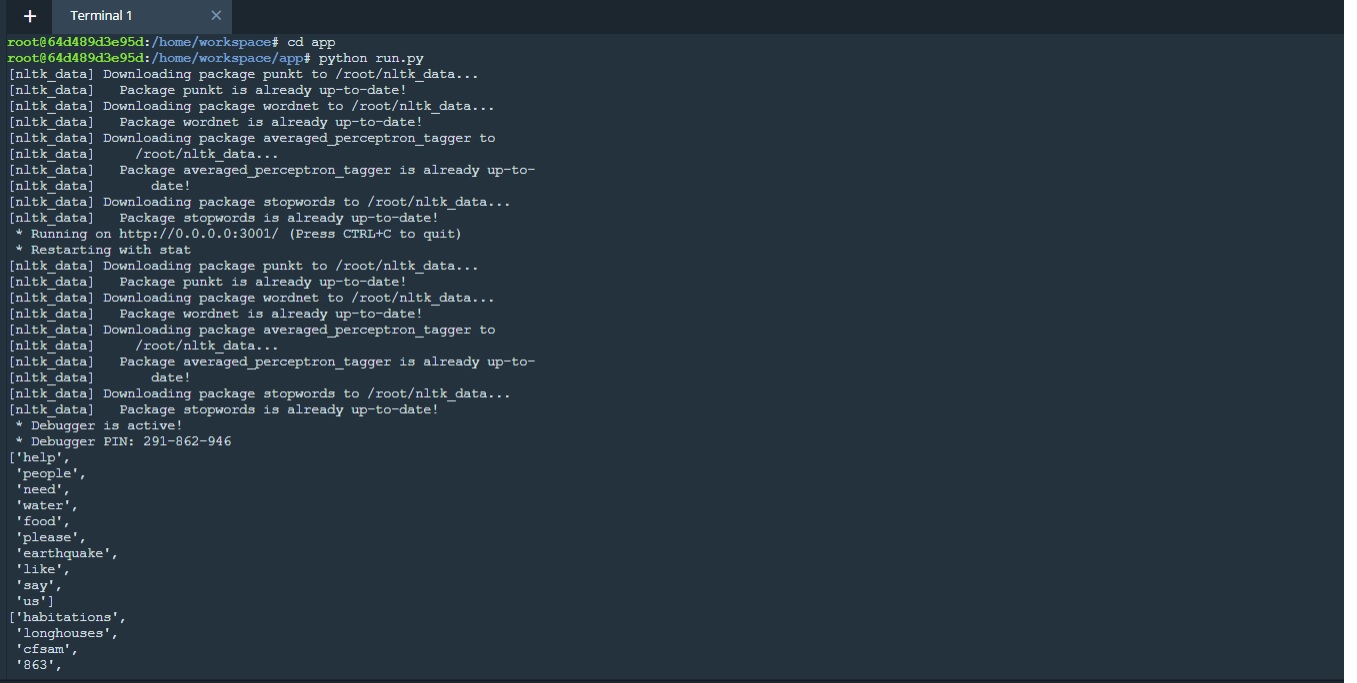 + Terminal 1 ×
root@64d489d3e95d:/home/workspace# cd app
root@64d489d3e95d:/home/workspace/app# python run.py
[nltk_data] Downloading package punkt to /root/nltk_data...
[nltk_data]   Package punkt is already up-to-date!
[nltk_data] Downloading package wordnet to /root/nltk_data...
[nltk_data]   Package wordnet is already up-to-date!
[nltk_data] Downloading package averaged_perceptron_tagger to
[nltk_data]     /root/nltk_data...
[nltk_data]   Package averaged_perceptron_tagger is already up-to-
[nltk_data]       date!
[nltk_data] Downloading package stopwords to /root/nltk_data...
[nltk_data]   Package stopwords is already up-to-date!
 * Running on http://0.0.0.0:3001/ (Press CTRL+C to quit)
 * Restarting with stat
[nltk_data] Downloading package punkt to /root/nltk_data...
[nltk_data]   Package punkt is already up-to-date!
[nltk_data] Downloading package wordnet to /root/nltk_data...
[nltk_data]   Package wordnet is already up-to-date!
[nltk_data] Downloading package averaged_perceptron_tagger to
[nltk_data]     /root/nltk_data...
[nltk_data]   Package averaged_perceptron_tagger is already up-to-
[nltk_data]       date!
[nltk_data] Downloading package stopwords to /root/nltk_data...
[nltk_data]   Package stopwords is already up-to-date!
 * Debugger is active!
 * Debugger PIN: 291-862-946
['help',
 'people',
 'need',
 'water',
 'food',
 'please',
 'earthquake',
 'like',
 'say',
 'us']
['habitations',
 'longhouses',
 'cfsam',
 '863',